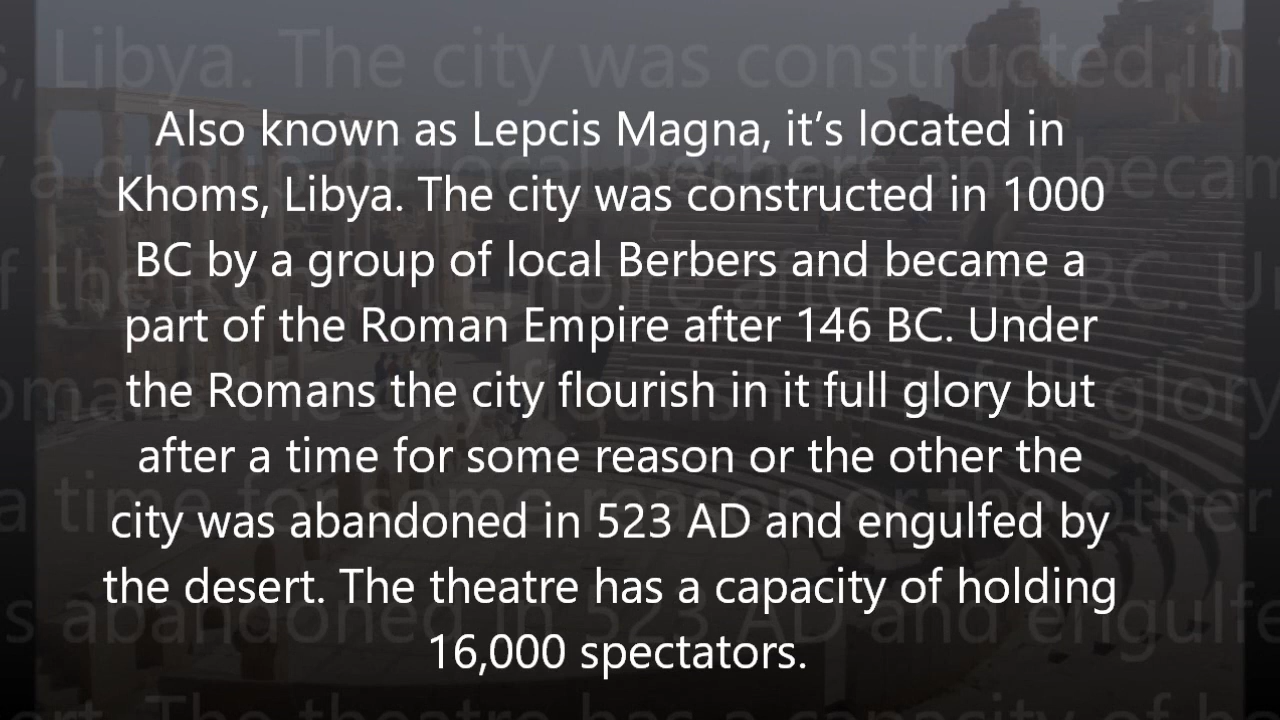 Also known as Lepcis Magna, it’s located in
Khoms, Libya. The city was constructed in 1000
BC by a group of local Berbers and became a
part of the Roman Empire after 146 BC. Under
the Romans the city flourish in it full glory but
after a time for some reason or the other the
city was abandoned in 523 AD and engulfed by
the desert. The theatre has a capacity of holding
16,000 spectators.